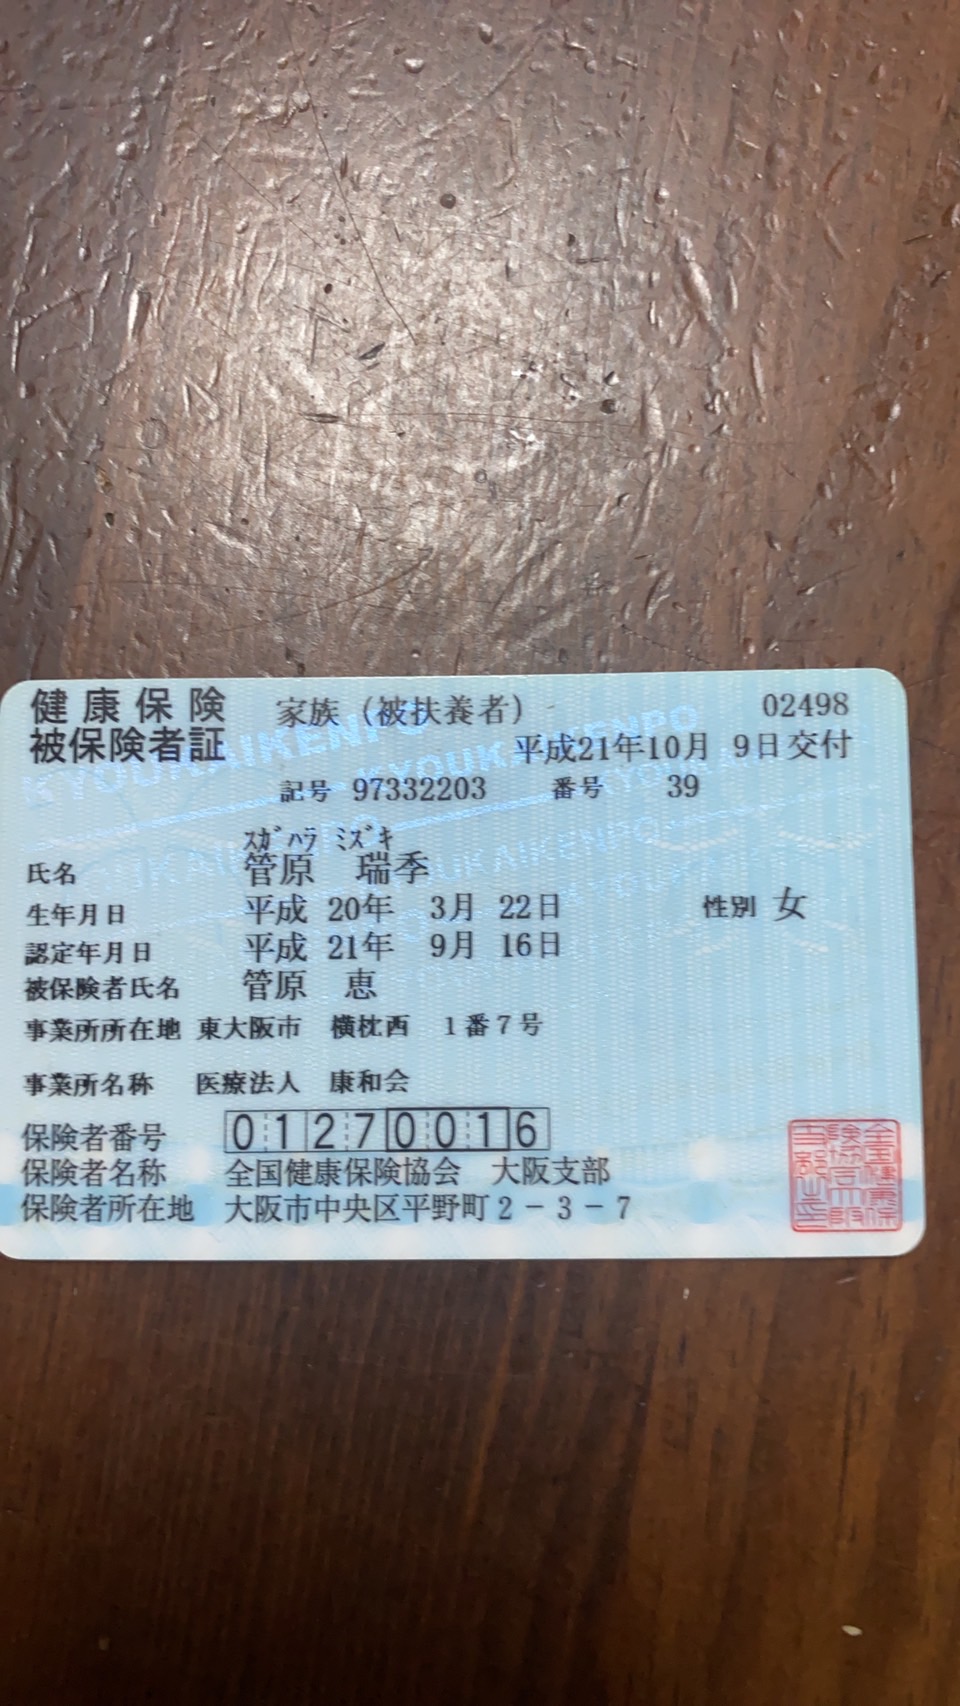 健康保険 家族（被扶養者） 02498
被保険者証 平成21年10月 9日交付
記号 97332203 番号 39
ｽｶﾞﾊﾗ ﾐｽﾞｷ
氏名 管原 瑞季
生年月日 平成 20年 3月 22日 性別 女
認定年月日 平成 21年 9月 16日
被保険者氏名 管原 恵
事業所所在地 東大阪市 横枕西 1番7号
事業所名称 医療法人 康和会
保険者番号 01270016
保険者名称 全国健康保険協会 大阪支部
保険者所在地 大阪市中央区平野町2－3－7